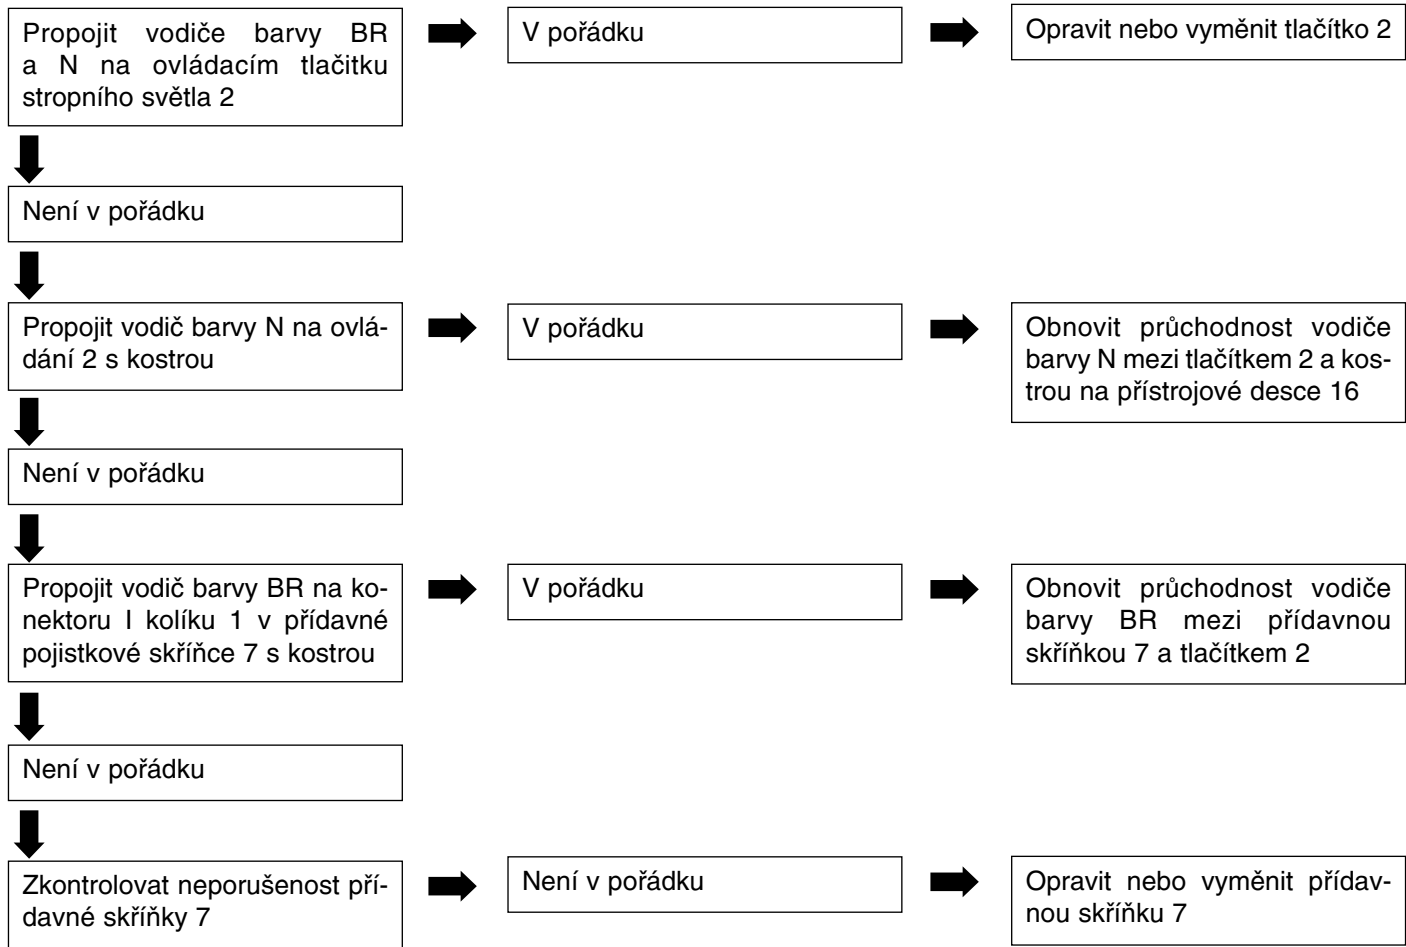 Propojit vodiče barvy BR
a N na ovládacím tlačitku
stropního světla 2
V pořádku
Opravit nebo vyměnit tlačítko 2
Není v pořádku
Propojit vodič barvy N na ovlá-
dání 2 s kostrou
V pořádku
Obnovit průchodnost vodiče
barvy N mezi tlačítkem 2 a kos-
trou na přístrojové desce 16
Není v pořádku
Propojit vodič barvy BR na ko-
nektoru I kolíku 1 v přídavné
pojistkové skříňce 7 s kostrou
V pořádku
Obnovit průchodnost vodiče
barvy BR mezi přídavnou
skříňkou 7 a tlačítkem 2
Není v pořádku
Zkontrolovat neporušenost pří-
davné skříňky 7
Není v pořádku
Opravit nebo vyměnit přídav-
nou skříňku 7